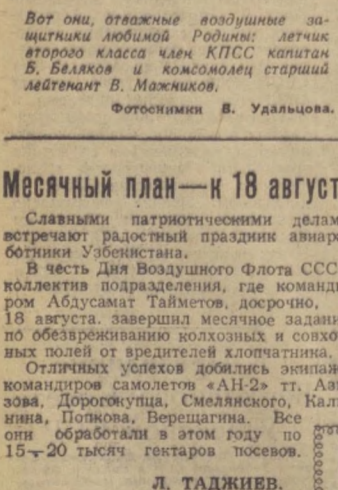 Вот они, отважные воздушные за-
щитники любимой Родины: летчик
второго класса член КПСС капитан
Б. Беляков и комсомолец старший
лейтенант В. Мажников.
Фотоснимки В. Удальцова.
Месячный план—к 18 август
Славными патриотическими делам
встречают радостный праздник авиара
ботники Узбекистана.
В честь Дня Воздушного Флота ССС
коллектив подразделения, где команди
ром Абдусамат Тайметов, досрочно,
18 августа. завершил месячное задани
по обезвреживанию колхозных и совхо
ных полей от вредителей хлопчатника.
Отличных успехов добились экипаж
командиров самолетов «АН-2» тт. Ази
зова, Дорогокупца, Смелянского, Кали
нина, Попкова, Верещагина. Все
они обработали в этом году по
15—20 тысяч гектаров посевов.
Л. ТАДЖИЕВ.